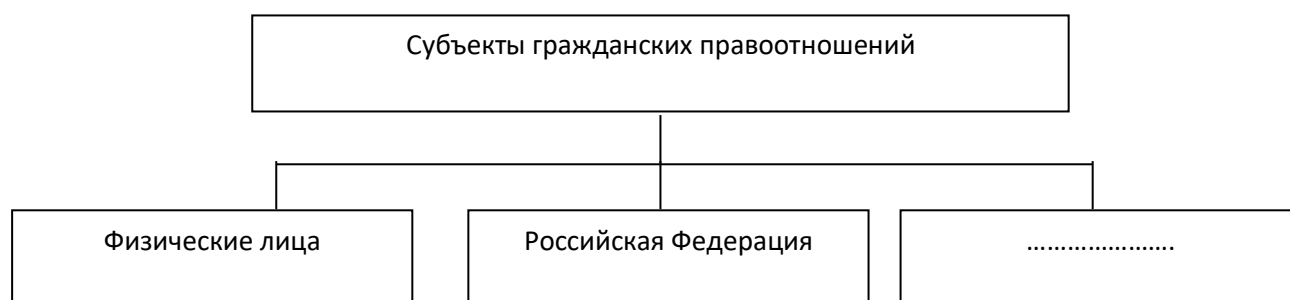 Субъекты гражданских правоотношений
Физические лица
Российская Федерация
......................